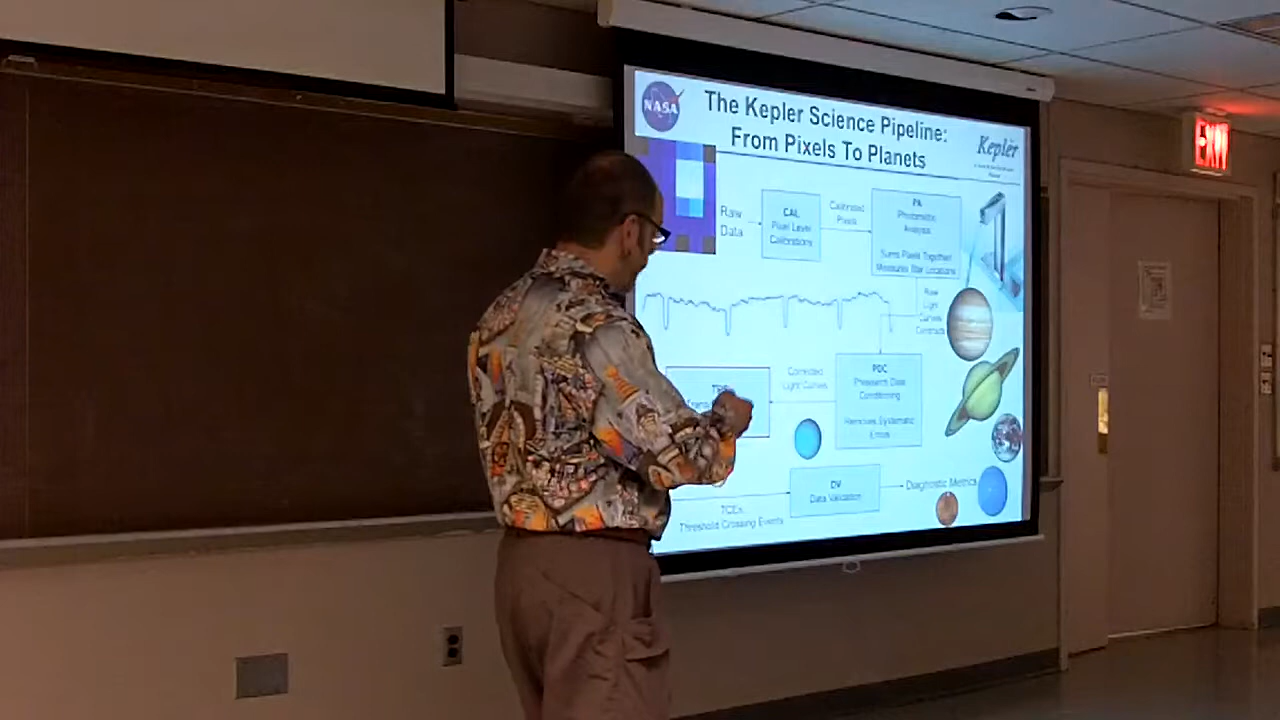 NASA
The Kepler Science Pipeline:
From Pixels To Planets
Kepler
EXIT
Raw
Data
CAL
Pixel Level
Calibrations
Calibrated
Pixels
PA
Photometric
Analysis
Sums Pixels Together
Measures Star Locations
Raw
Light
Curves
Centroids
Corrected
Light Curves
PDC
Presearch Data
Conditioning
Removes Systematic
Errors
DV
Data Validation
Diagnostic Metrics
TCEs:
Threshold Crossing Events